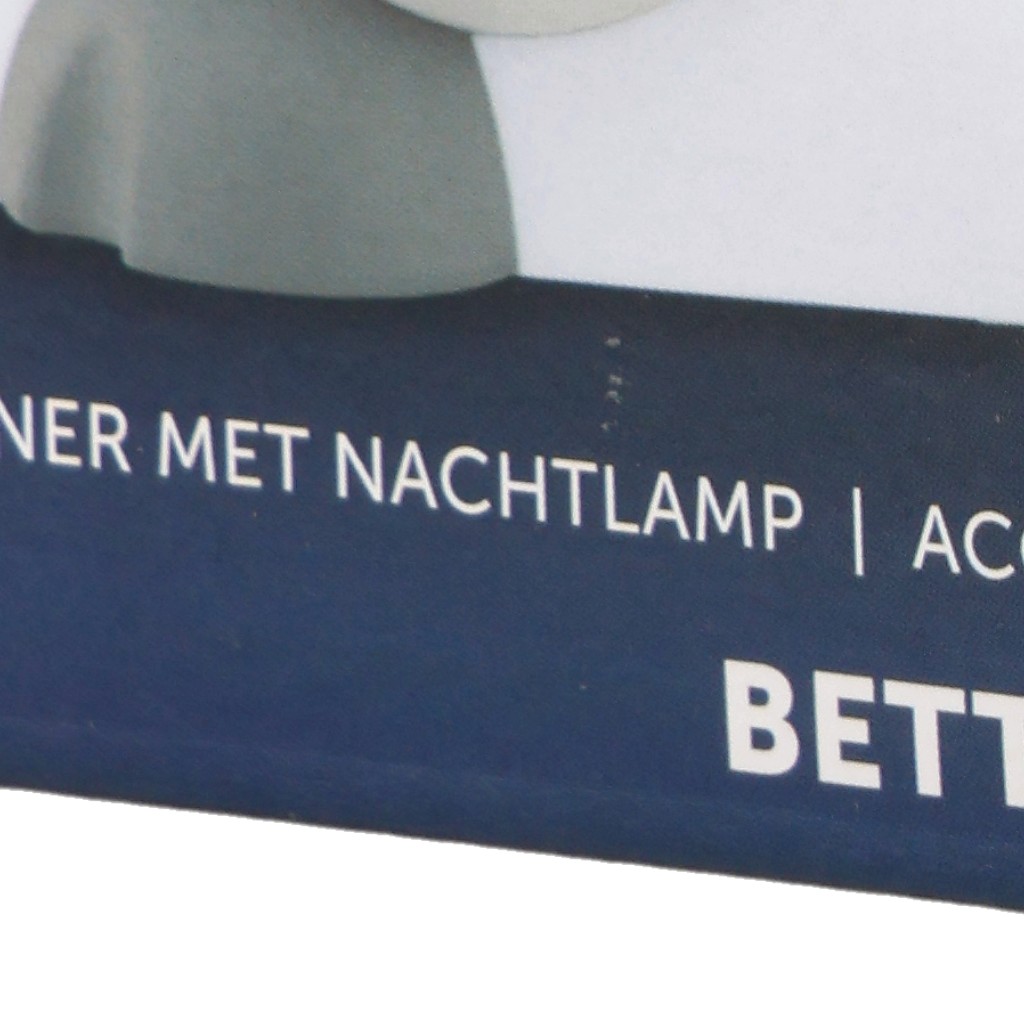 NER MET NACHTLAMP | AC
BETT